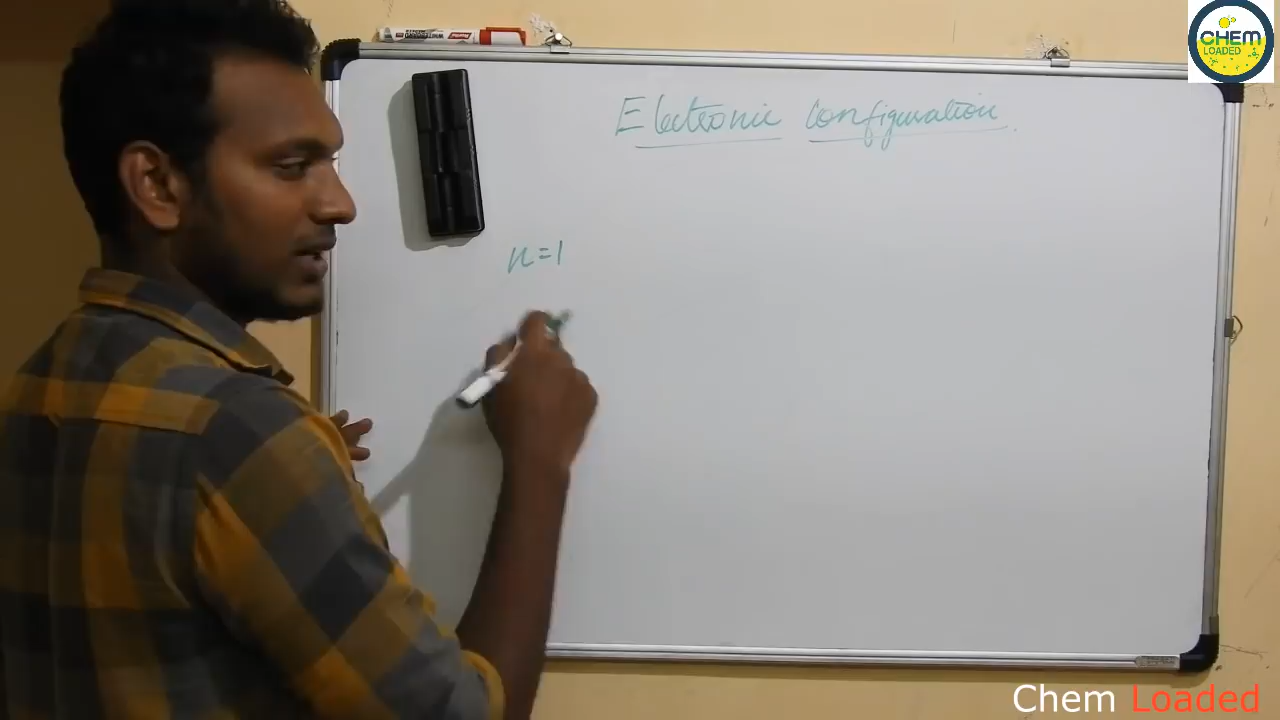 CHEM
LOADED
Electronic configuration
n=1
Chem Loaded